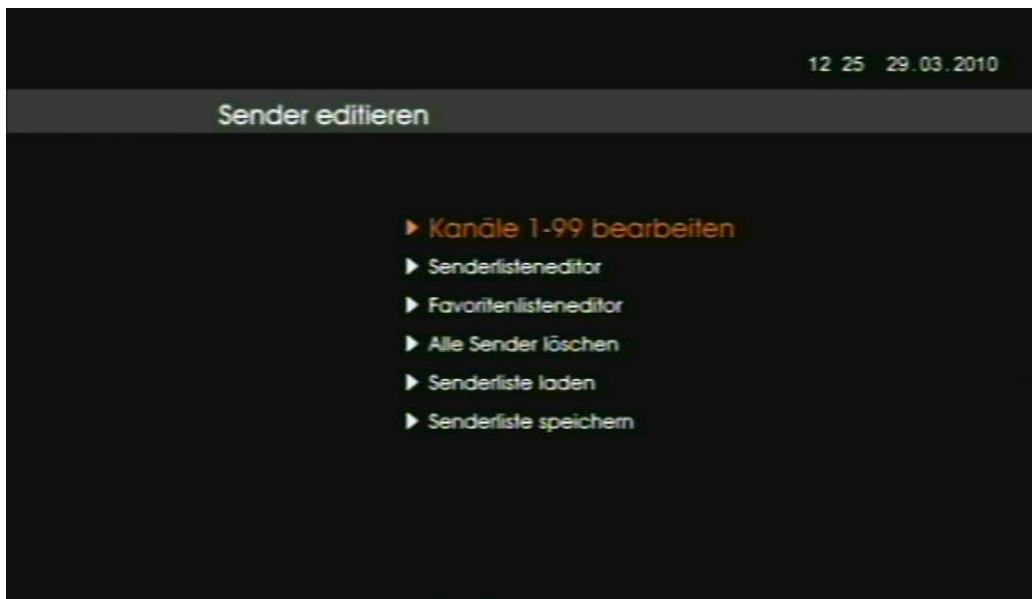 12 25 29.03.2010
Sender editieren
Kanäle 1-99 bearbeiten
Senderlisteneditor
Favoritenlisteneditor
Alle Sender löschen
Senderliste laden
Senderliste speichern